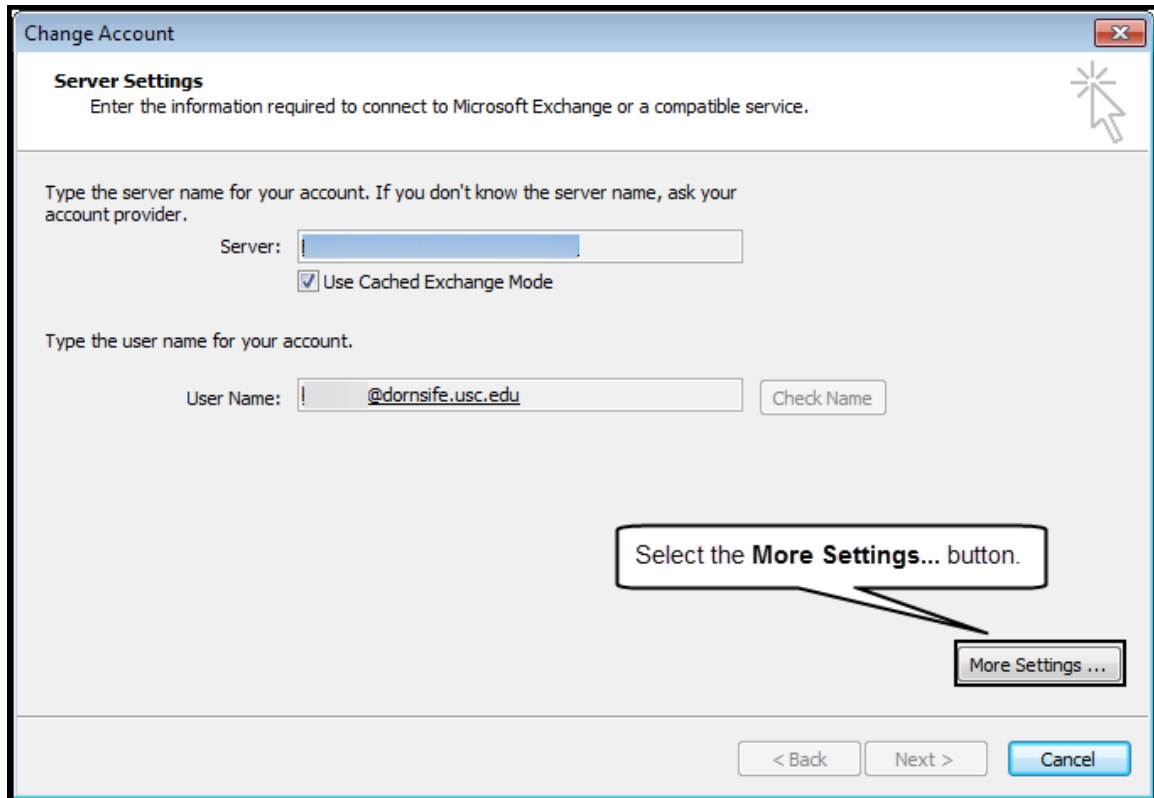 Change Account
Server Settings
Enter the information required to connect to Microsoft Exchange or a compatible service.
Type the server name for your account. If you don't know the server name, ask your
account provider.
Server:
Use Cached Exchange Mode
Type the user name for your account.
User Name: @dornsife.usc.edu Check Name
Select the More Settings... button.
More Settings ...
< Back Next > Cancel